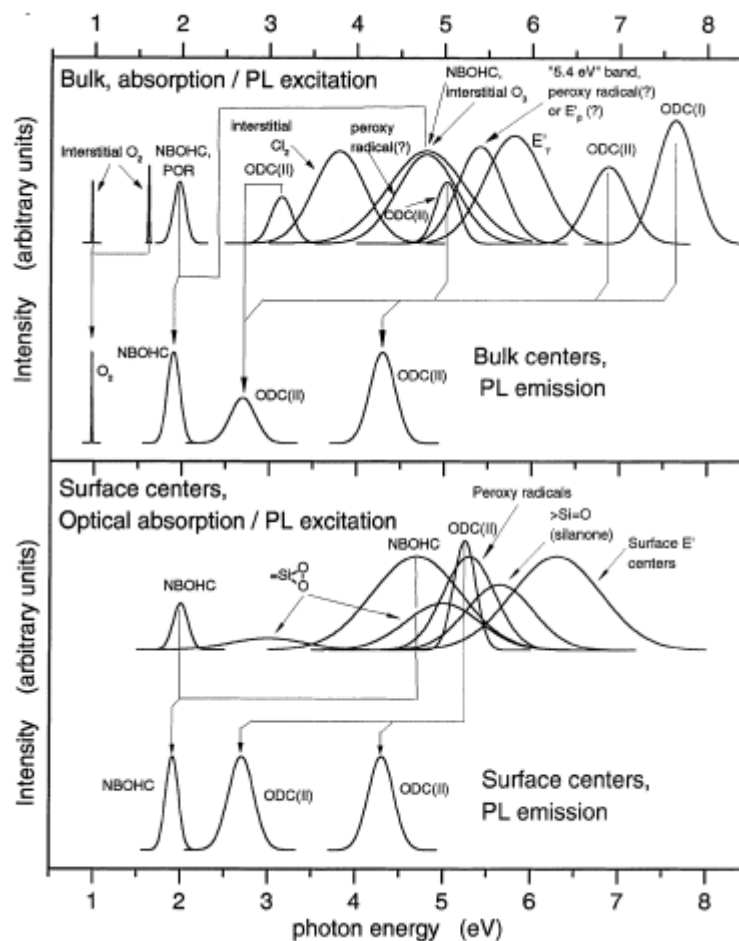 1 2 3 4 5 6 7 8
Bulk, absorption / PL excitation
NBOHC,
interstitial O3
"5.4 eV" band,
peroxy radical(?)
or E'β (?)
ODC(I)
Interstitial O2
NBOHC,
POR
interstitial
Cl2
ODC(II)
peroxy
radical(?)
ODC(II)
E'γ
ODC(II)
Intensity (arbitrary units)
O2
NBOHC
ODC(II)
ODC(II)
Bulk centers,
PL emission
Surface centers,
Optical absorption / PL excitation
Peroxy radicals
>Si=O
(silanone)
Surface E'
centers
NBOHC
=Si
O
O
NBOHC
ODC(II)
Intensity (arbitrary units)
NBOHC
ODC(II)
ODC(II)
Surface centers,
PL emission
1 2 3 4 5 6 7 8
photon energy (eV)